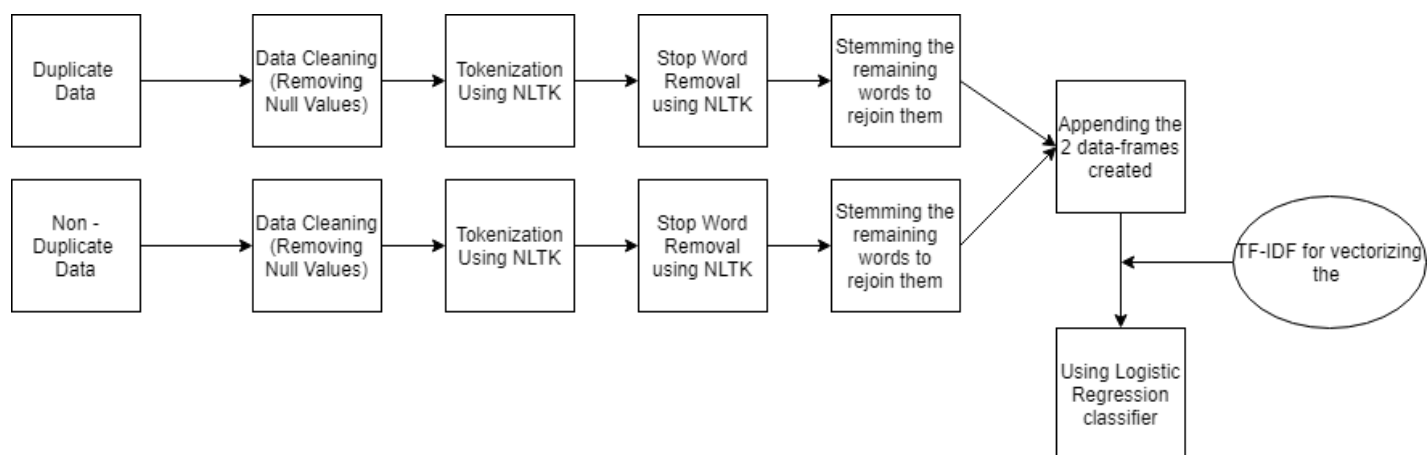 Duplicate
Data
Data Cleaning
(Removing
Null Values)
Tokenization
Using NLTK
Stop Word
Removal
using NLTK
Stemming the
remaining
words to
rejoin them
Non -
Duplicate
Data
Data Cleaning
(Removing
Null Values)
Tokenization
Using NLTK
Stop Word
Removal
using NLTK
Stemming the
remaining
words to
rejoin them
Appending the
2 data-frames
created
TF-IDF for vectorizing
the
Using Logistic
Regression
classifier